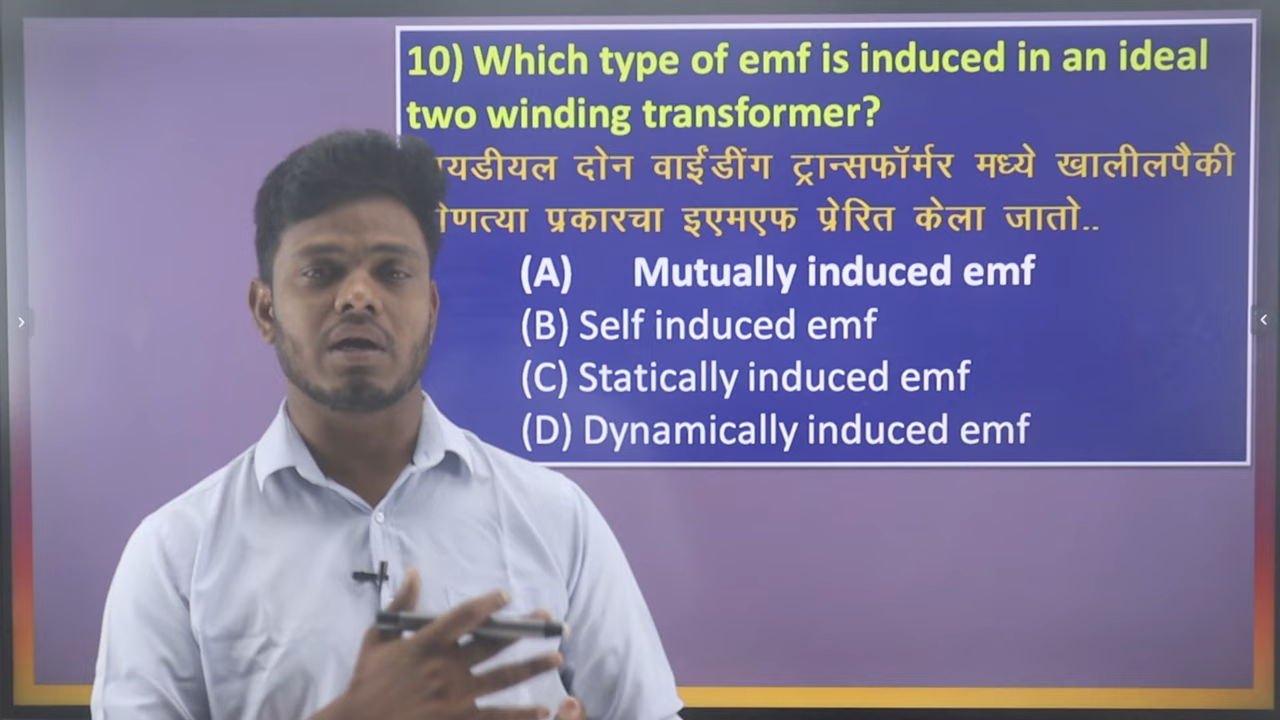 10) Which type of emf is induced in an ideal
two winding transformer?
दोन वाईंडींग ट्रान्सफॉर्मर मध्ये खालीलपैकी
प्रकारचा इएमएफ प्रेरित केला जातो..
(A) Mutually induced emf
(B) Self induced emf
(C) Statically induced emf
(D) Dynamically induced emf